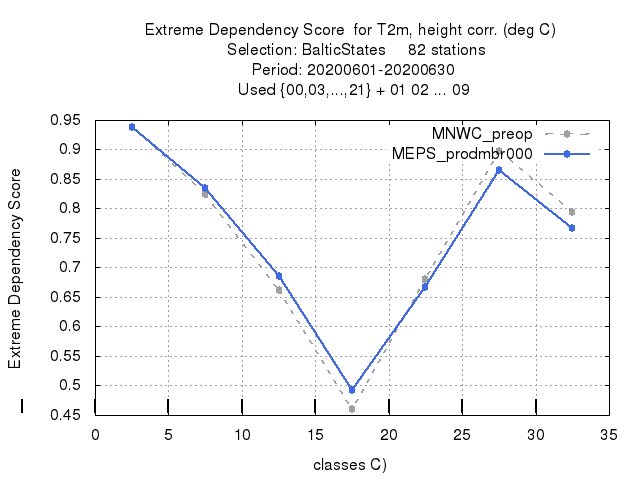 Extreme Dependency Score for T2m, height corr. (deg C)
Selection: BalticStates 82 stations
Period: 20200601-20200630
Used {00,03,...,21} + 01 02 ... 09
MNWC_preop
MEPS_prodmbr000
Extreme Dependency Score
0.95
0.9
0.85
0.8
0.75
0.7
0.65
0.6
0.55
0.5
0.45
0 5 10 15 20 25 30 35
classes C)